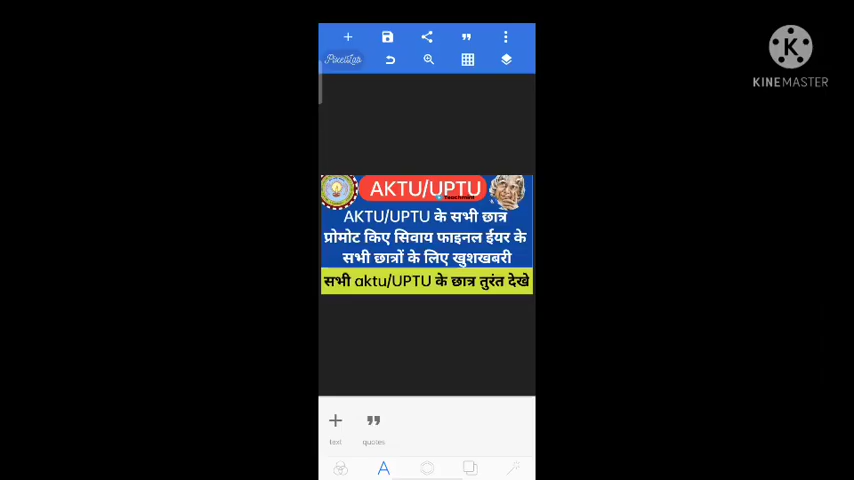 PixelLab
KINEMASTER
AKTU/UPTU
AKTU/UPTU के सभी छात्र
प्रोमोट किए सिवाय फाइनल ईयर के
सभी छात्रों के लिए खुशखबरी
सभी aktu/UPTU के छात्र तुरंत देखे
text
quotes